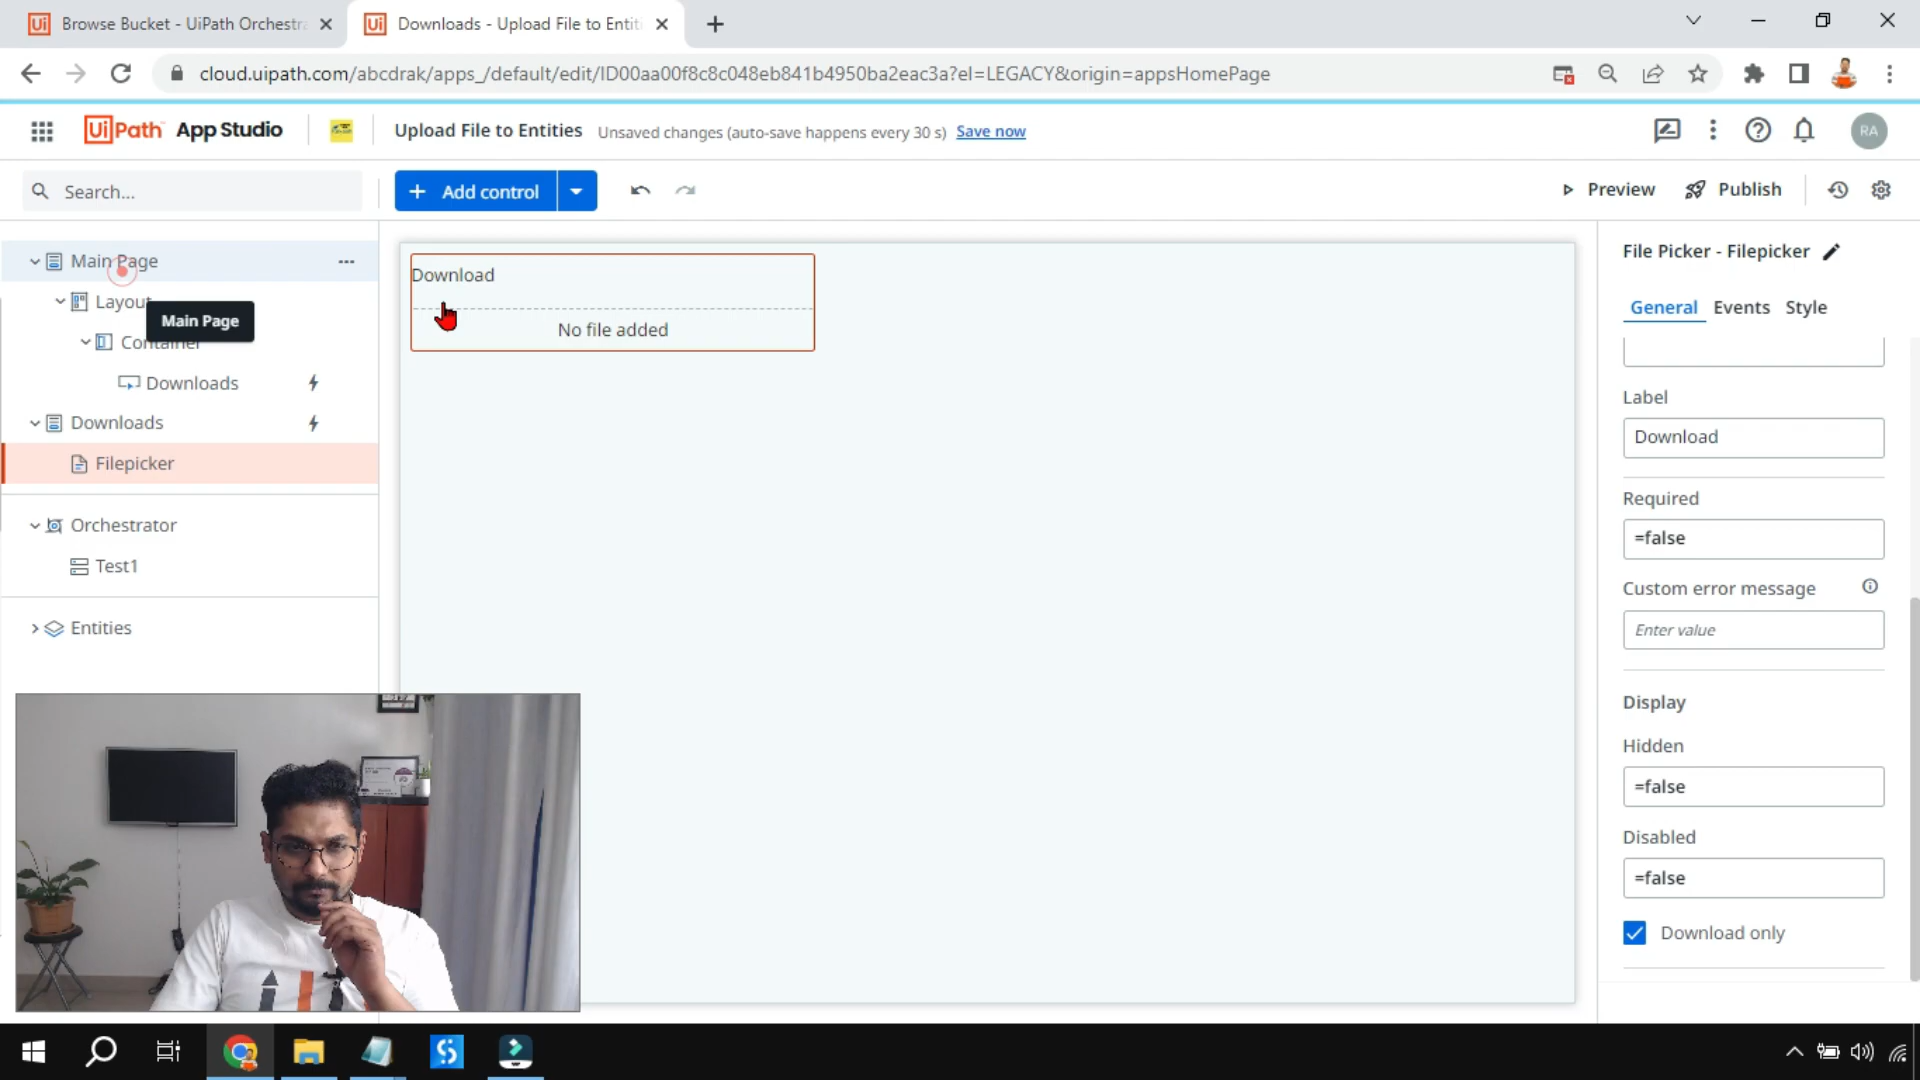 Browse Bucket - UiPath Orchestra
Downloads - Upload File to Entiti
cloud.uipath.com/abcdrak/apps_/default/edit/ID00aa00f8c8c048eb841b4950ba2eac3a?el=LEGACY&origin=appsHomePage
UiPath App Studio
Upload File to Entities
Unsaved changes (auto-save happens every 30 s) Save now
RA
Search...
+ Add control
Preview
Publish
Main Page
Layout
Main Page
Container
Downloads
Downloads
Filepicker
Orchestrator
Test1
Entities
Download
No file added
File Picker - Filepicker
General Events Style
Label
Download
Required
=false
Custom error message
Enter value
Display
Hidden
=false
Disabled
=false
Download only